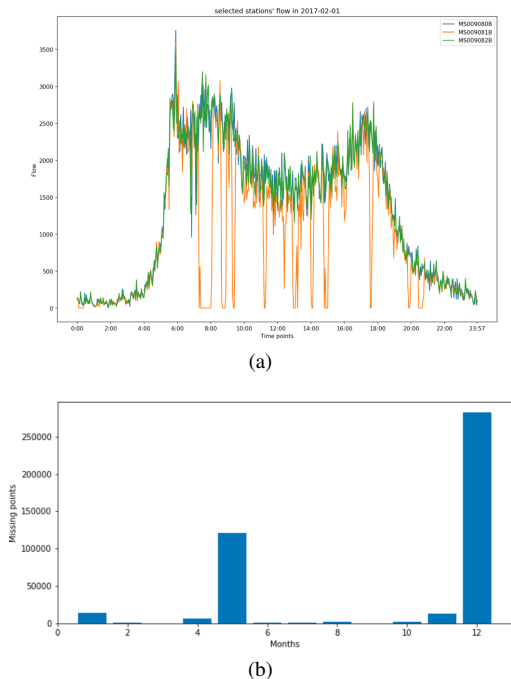 selected stations' flow in 2017-02-01
MS009080B
MS009081B
MS009082B
3500
3000
2500
2000
1500
1000
500
0
Flow
0:00 2:00 4:00 6:00 8:00 10:00 12:00 14:00 16:00 18:00 20:00 22:00 23:57
Time points
(a)
250000
200000
150000
100000
50000
0
Missing points
0 2 4 6 8 10 12
Months
(b)